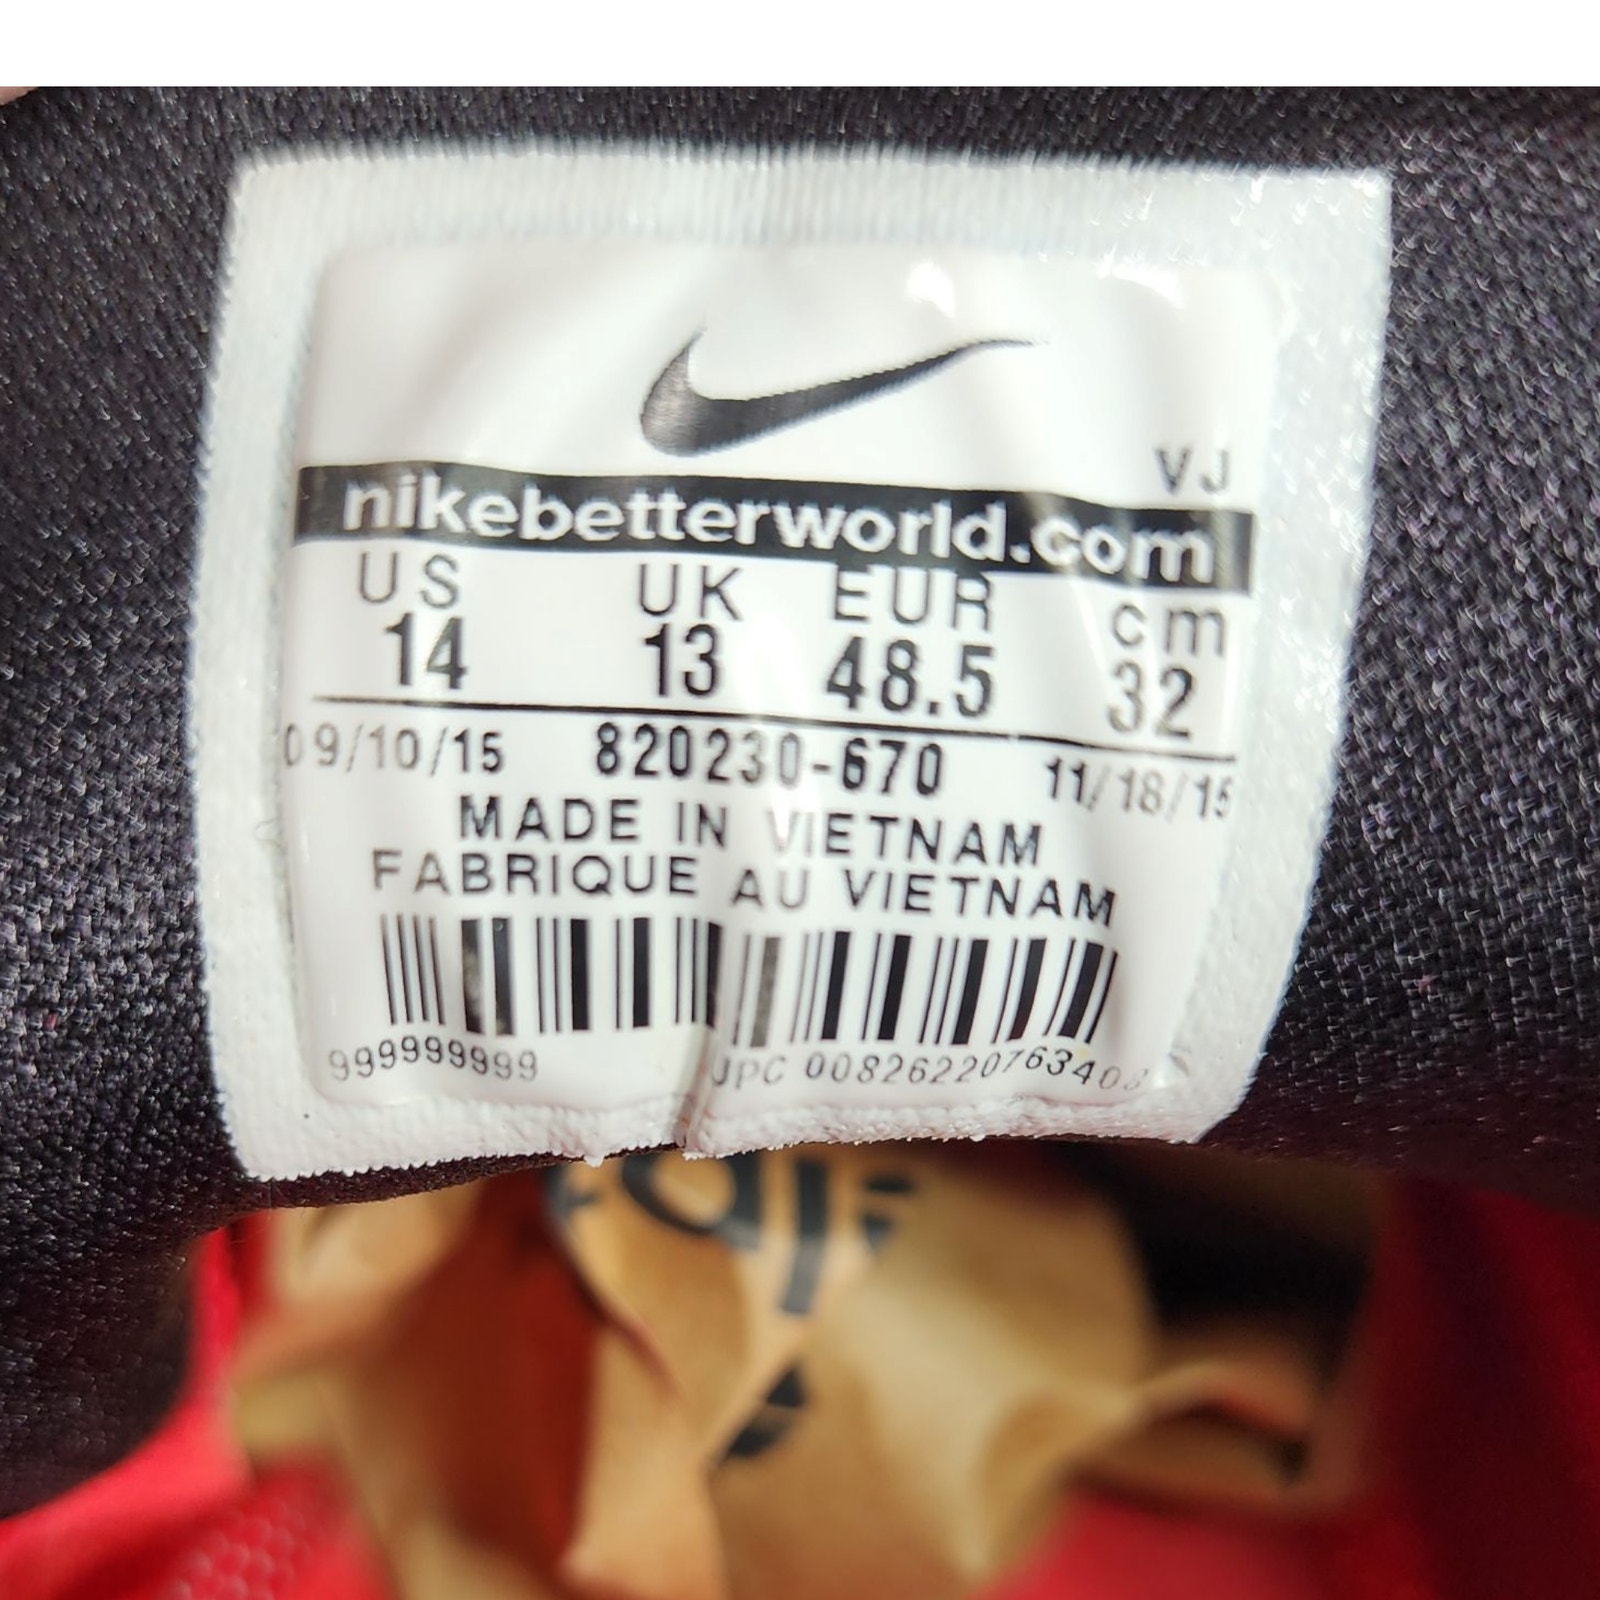 VJ
nikebetterworld.com
US UK EUR cm
14 13 48.5 32
09/10/15 820230-670 11/18/15
MADE IN VIETNAM
FABRIQUE AU VIETNAM
999999999 JPC